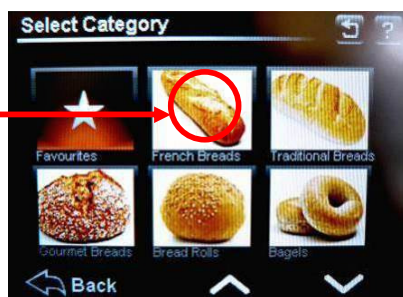 Select Category
?
Favourites French Breads Traditional Breads
Gourmet Breads Bread Rolls Bagels
Back